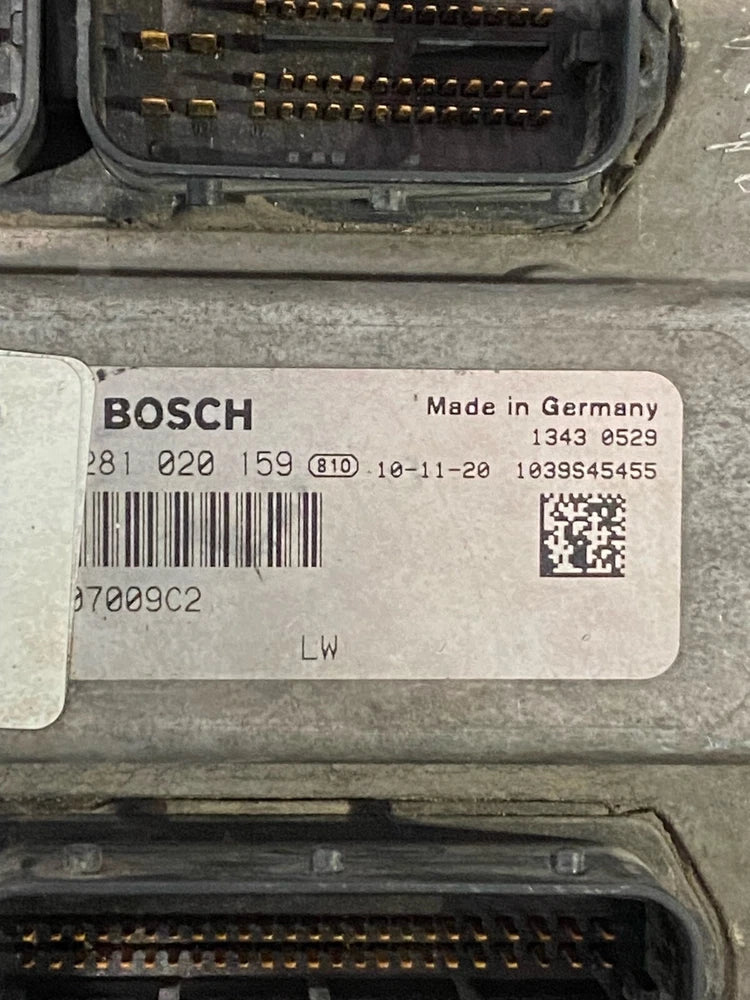 BOSCH Made in Germany
1343 0529
281 020 159 810 10-11-20 1039S45455
07009C2
LW